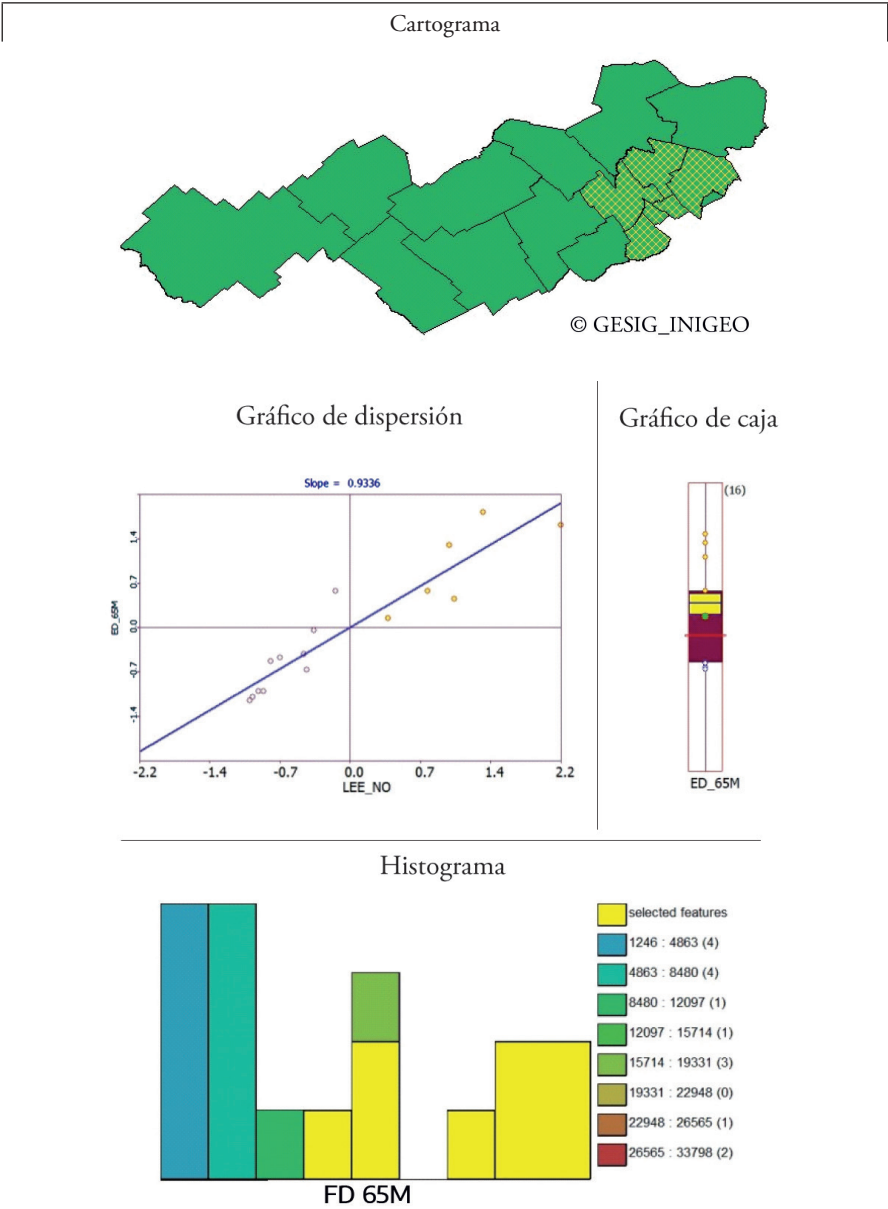 Cartograma
© GESIG_INIGEO
Gráfico de dispersión
Gráfico de caja
Slope = 0.9336
(16)
1,4
0.7
0.0
-0.7
-1.4
ED_65M
-2.2 -1.4 -0.7 0.0 0.7 1.4 2.2
LEE_NO
ED_65M
Histograma
selected features
1246 : 4863 (4)
4863 : 8480 (4)
8480 : 12097 (1)
12097 : 15714 (1)
15714 : 19331 (3)
19331 : 22948 (0)
22948 : 26565 (1)
26565 : 33798 (2)
FD 65M